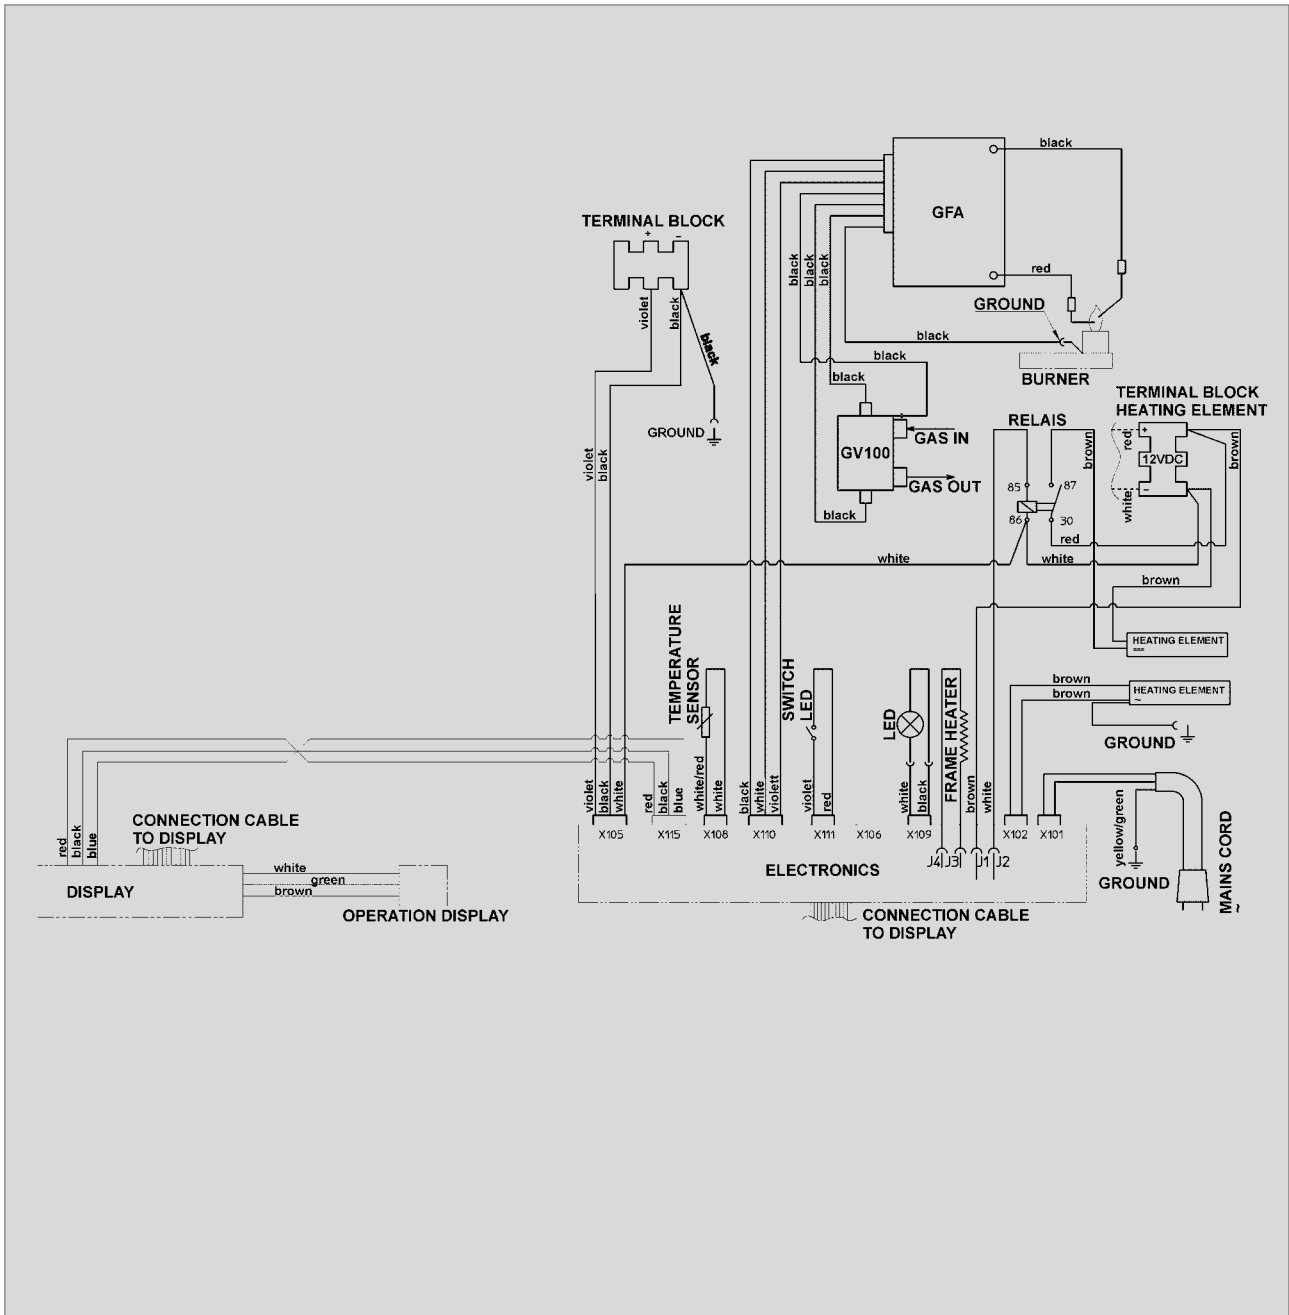 black
GFA
TERMINAL BLOCK
+
-
black
black
black
red
GROUND
violet
black
black
black
black
BURNER
black
TERMINAL BLOCK
HEATING ELEMENT
RELAIS
GROUND
GAS IN
GV100
red
+
brown
brown
12VDC
violet
black
GAS OUT
85
87
-
white
black
86
30
red
white
white
brown
HEATING ELEMENT
===
TEMPERATURE
SENSOR
SWITCH
LED
LED
FRAME HEATER
brown
brown
HEATING ELEMENT
~
GROUND
violet
black
white
red
black
blue
white/red
white
black
white
violett
violet
red
white
black
brown
white
CONNECTION CABLE
TO DISPLAY
red
black
blue
X105
X115
X108
X110
X111
X106
X109
X102
X101
yellow/green
J4
J3
J1
J2
ELECTRONICS
GROUND
MAINS CORD
~
DISPLAY
white
green
brown
OPERATION DISPLAY
CONNECTION CABLE
TO DISPLAY